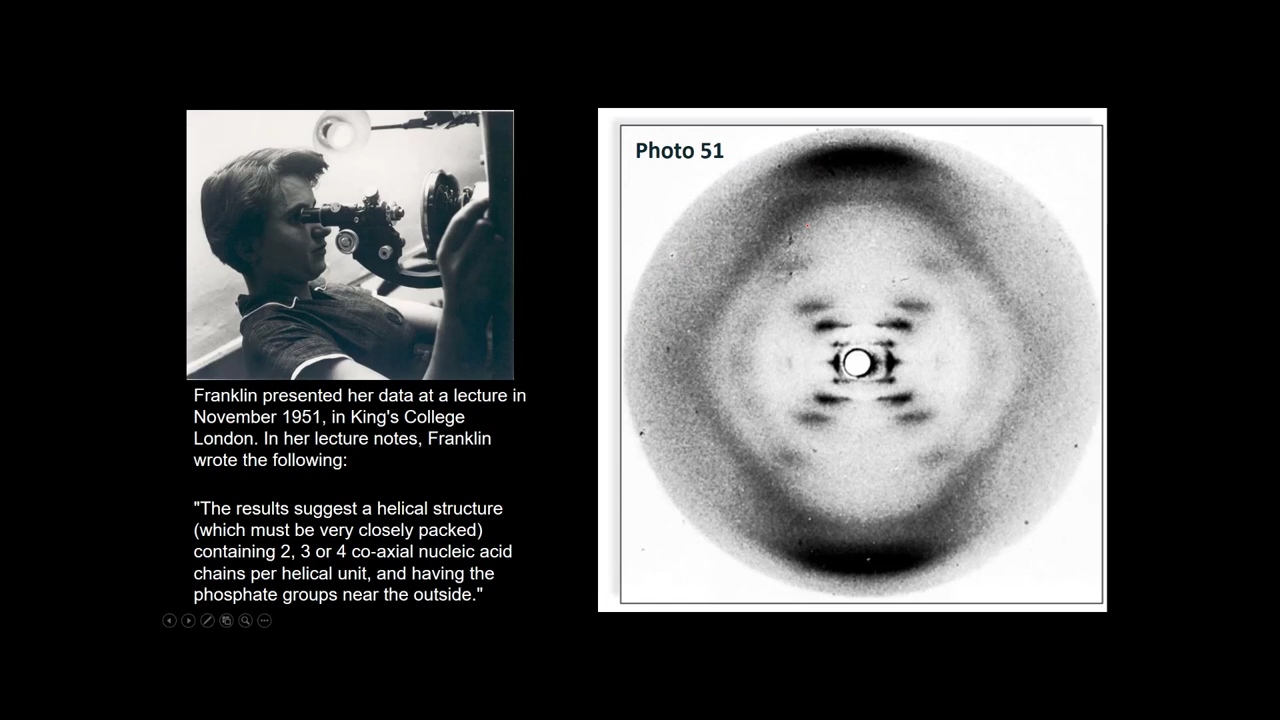 Photo 51
Franklin presented her data at a lecture in
November 1951, in King's College
London. In her lecture notes, Franklin
wrote the following:
"The results suggest a helical structure
(which must be very closely packed)
containing 2, 3 or 4 co-axial nucleic acid
chains per helical unit, and having the
phosphate groups near the outside."